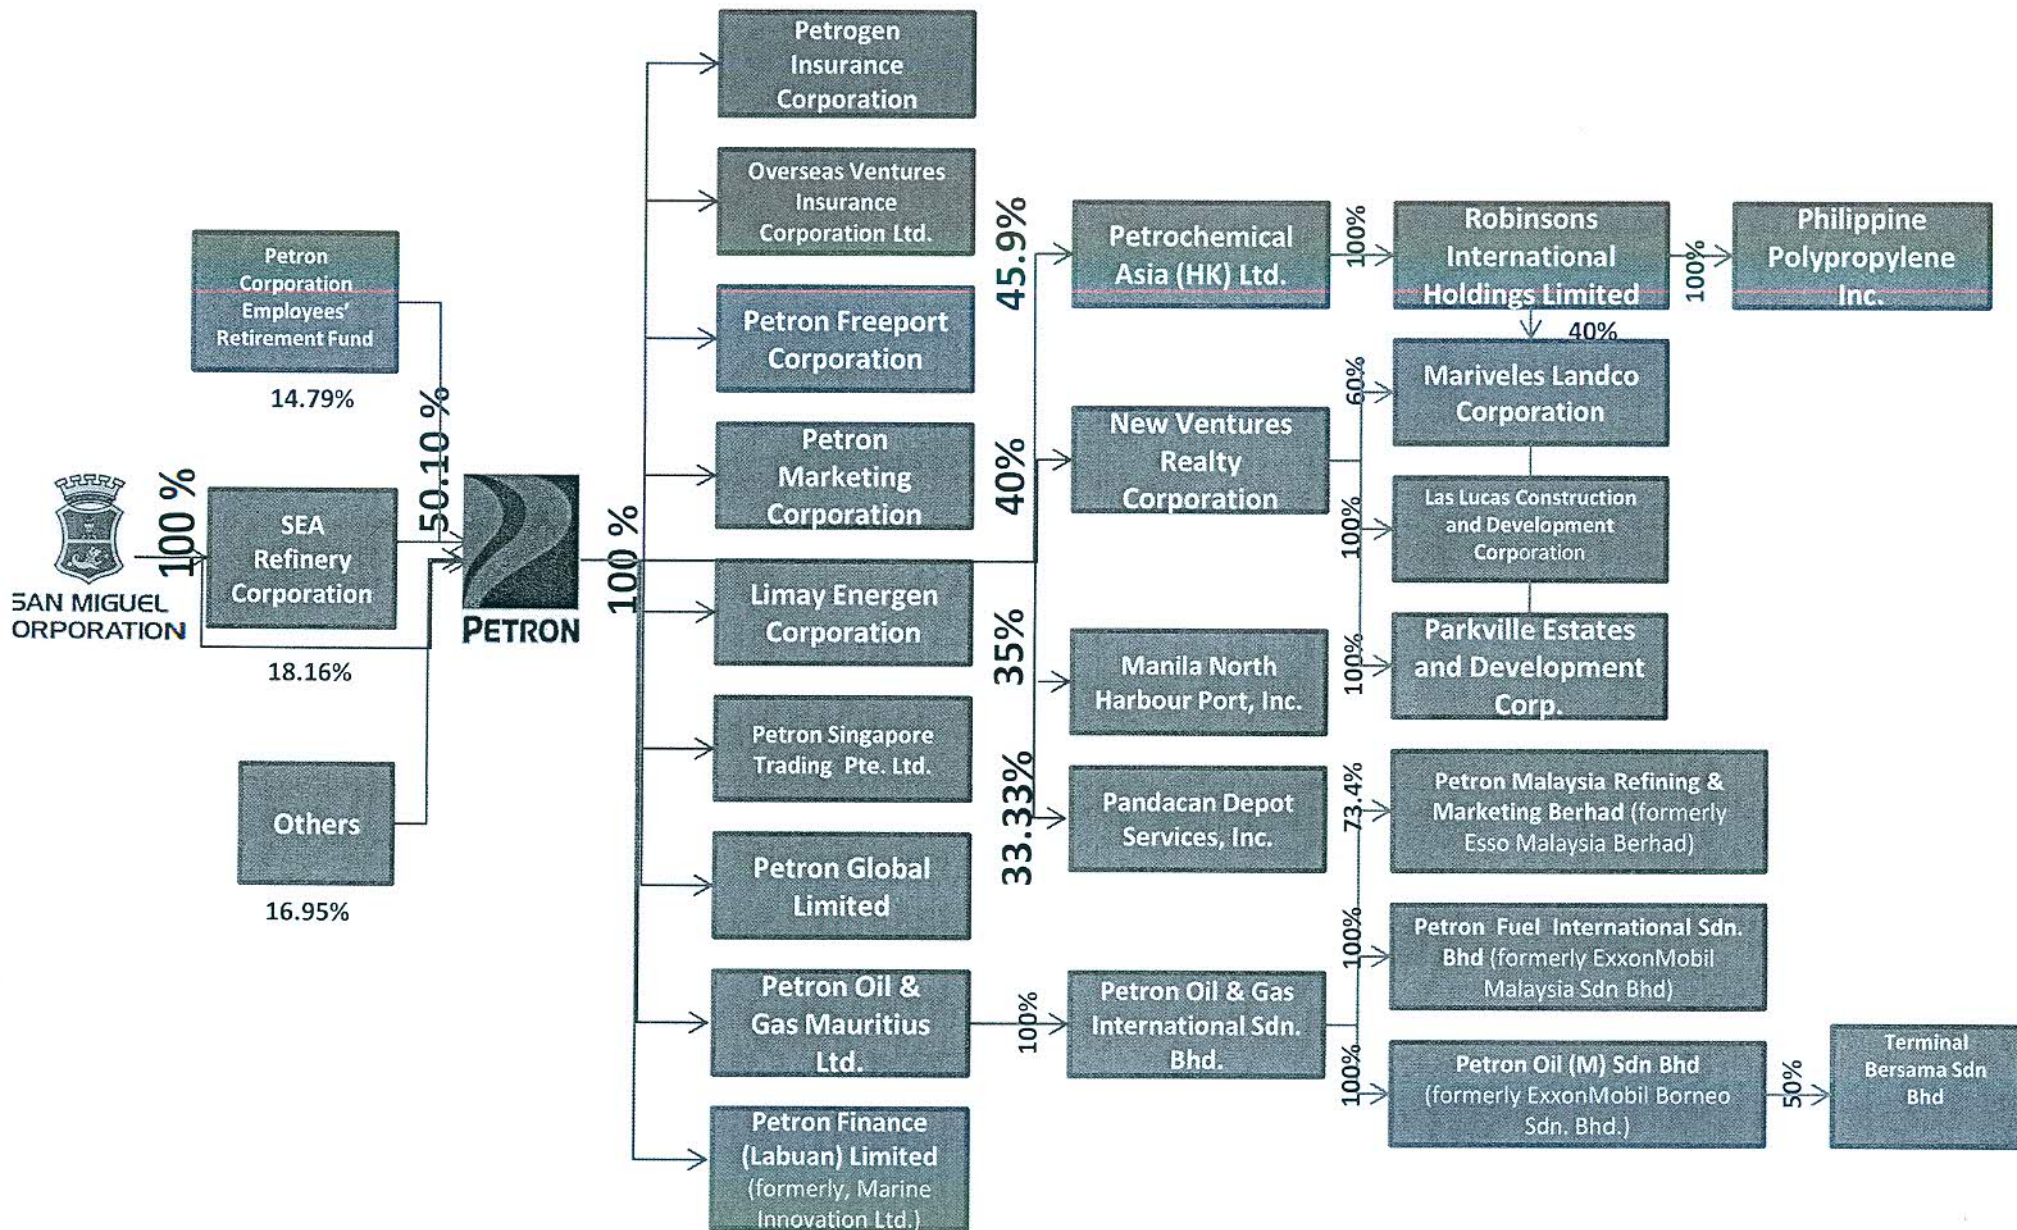 Petrogen
Insurance
Corporation
Overseas Ventures
Insurance
Corporation Ltd.
Petron Freeport
Corporation
Petron
Marketing
Corporation
Limay Energen
Corporation
Petron Singapore
Trading Pte. Ltd.
Petron Global
Limited
Petron Oil &
Gas Mauritius
Ltd.
Petron Finance
(Labuan) Limited
(formerly, Marine
Innovation Ltd.)
Petron
Corporation
Employees'
Retirement Fund
14.79%
50.10 %
100 %
SEA
Refinery
Corporation
SAN MIGUEL
ORPORATION
18.16%
PETRON
100 %
Others
16.95%
45.9%
40%
35%
33.33%
Petrochemical
Asia (HK) Ltd.
100%
Robinsons
International
Holdings Limited
100%
Philippine
Polypropylene
Inc.
40%
New Ventures
Realty
Corporation
60%
Mariveles Landco
Corporation
100%
Las Lucas Construction
and Development
Corporation
100%
Parkville Estates
and Development
Corp.
Manila North
Harbour Port, Inc.
Pandacan Depot
Services, Inc.
100%
Petron Oil & Gas
International Sdn.
Bhd.
73.4%
Petron Malaysia Refining &
Marketing Berhad (formerly
Esso Malaysia Berhad)
100%
Petron Fuel International Sdn.
Bhd (formerly ExxonMobil
Malaysia Sdn Bhd)
100%
Petron Oil (M) Sdn Bhd
(formerly ExxonMobil Borneo
Sdn. Bhd.)
50%
Terminal
Bersama Sdn
Bhd